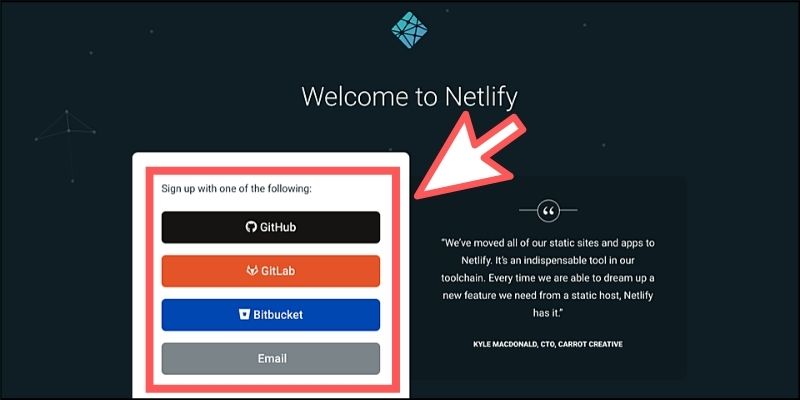 Welcome to Netlify
Sign up with one of the following:
GitHub
GitLab
Bitbucket
Email
“We’ve moved all of our static sites and apps to
Netlify. It’s an indispensable tool in our
toolchain. Every time we are able to dream up a
new feature we need from a static host, Netlify
has it.”
KYLE MACDONALD, CTO, CARROT CREATIVE